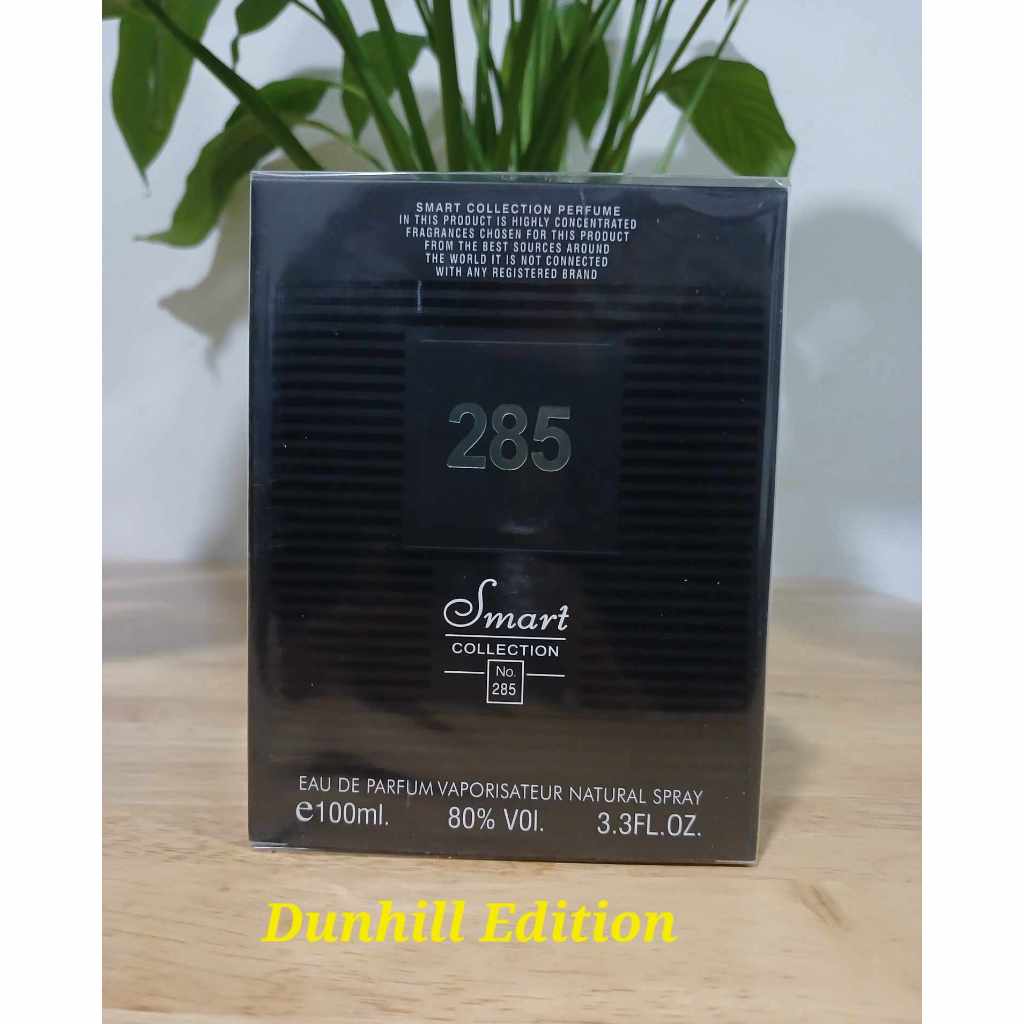 SMART COLLECTION PERFUME
IN THIS PRODUCT IS HIGHLY CONCENTRATED
FRAGRANCES CHOSEN FOR THIS PRODUCT
FROM THE BEST SOURCES AROUND
THE WORLD IT IS NOT CONNECTED
WITH ANY REGISTERED BRAND
285
Smart
COLLECTION
No.
285
EAU DE PARFUM VAPORISATEUR NATURAL SPRAY
e100ml. 80% VOl. 3.3FL.OZ.
Dunhill Edition